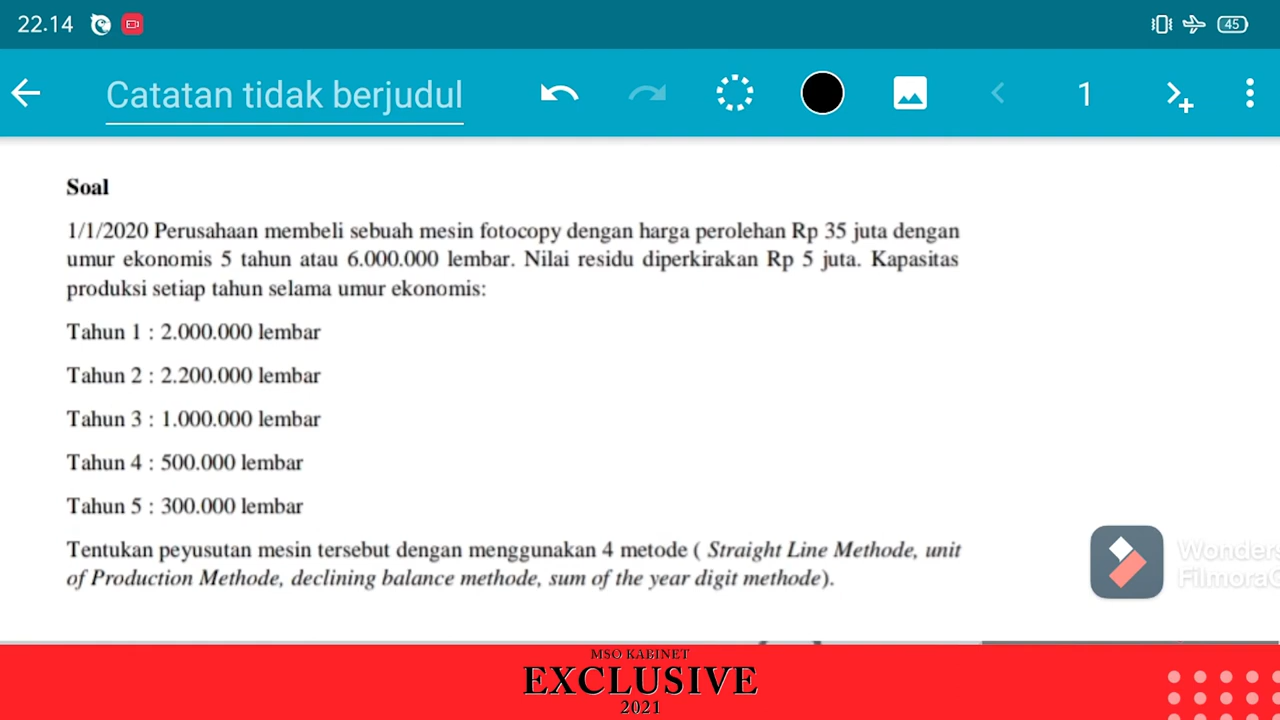 22.14
45
Catatan tidak berjudul
1
Soal
1/1/2020 Perusahaan membeli sebuah mesin fotocopy dengan harga perolehan Rp 35 juta dengan
umur ekonomis 5 tahun atau 6.000.000 lembar. Nilai residu diperkirakan Rp 5 juta. Kapasitas
produksi setiap tahun selama umur ekonomis:
Tahun 1 : 2.000.000 lembar
Tahun 2 : 2.200.000 lembar
Tahun 3 : 1.000.000 lembar
Tahun 4 : 500.000 lembar
Tahun 5 : 300.000 lembar
Tentukan peyusutan mesin tersebut dengan menggunakan 4 metode ( Straight Line Methode, unit
of Production Methode, declining balance methode, sum of the year digit methode).
Wonders
FilmoraG
MSO KABINET
EXCLUSIVE
2021